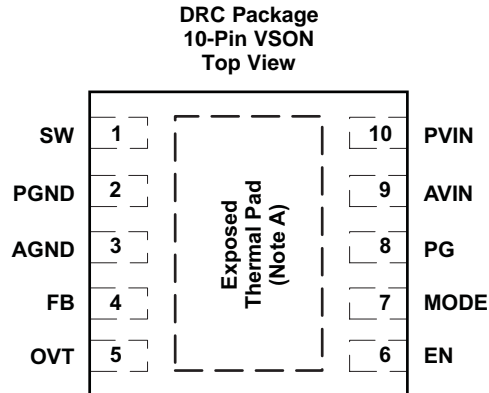 DRC Package
10-Pin VSON
Top View
SW 1 10 PVIN
PGND 2 9 AVIN
AGND 3 8 PG
FB 4 7 MODE
OVT 5 6 EN
Exposed
Thermal Pad
(Note A)